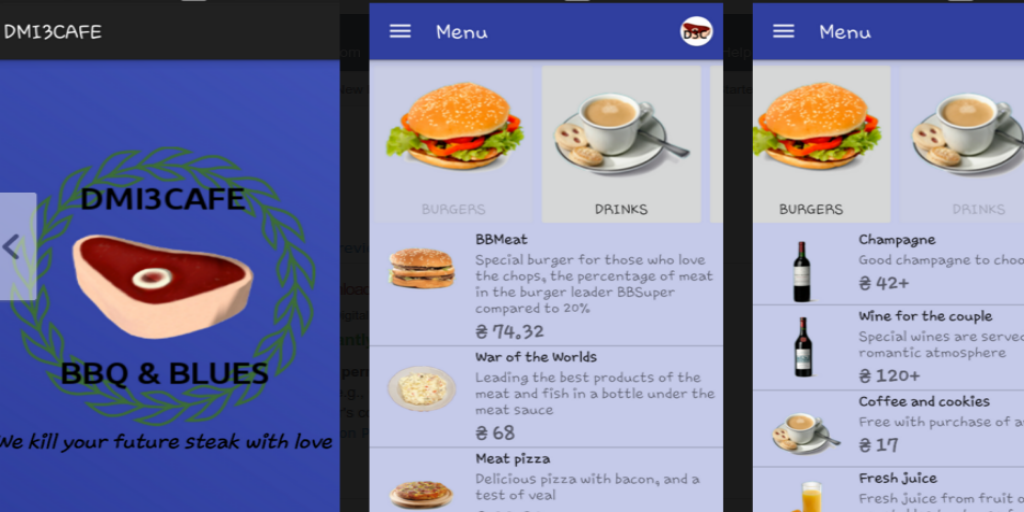 DMI3CAFE
DMI3CAFE
BBQ & BLUES
We kill your future steak with love
Menu
D3C
BURGERS
DRINKS
BBMeat
Special burger for those who love
the chops, the percentage of meat
in the burger leader BBSuper
compared to 20%
₴ 74.32
War of the Worlds
Leading the best products of the
meat and fish in a bottle under the
meat sauce
₴ 68
Meat pizza
Delicious pizza with bacon, and a
test of veal
Menu
BURGERS
DRINKS
Champagne
Good champagne to choo
₴ 42+
Wine for the couple
Special wines are serve
romantic atmosphere
₴ 120+
Coffee and cookies
Free with purchase of a
₴ 17
Fresh juice
Fresh juice from fruit o